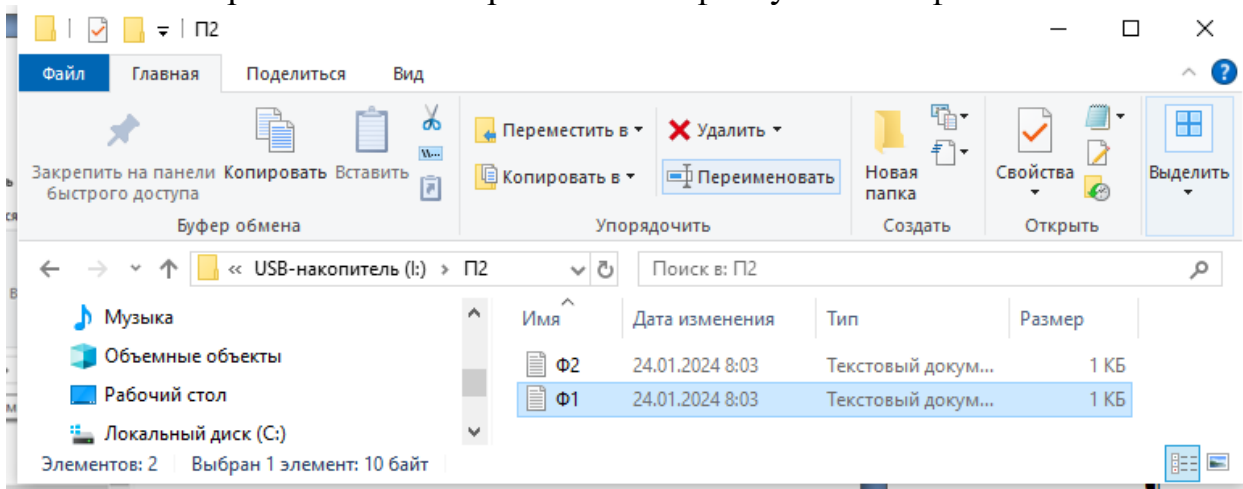 П2
Файл Главная Поделиться Вид
Закрепить на панели быстрого доступа
Копировать
Вставить
Буфер обмена
Переместить в
Копировать в
Удалить
Переименовать
Упорядочить
Новая папка
Создать
Свойства
Открыть
Выделить
« USB-накопитель (I:) > П2
Поиск в: П2
Музыка
Объемные объекты
Рабочий стол
Локальный диск (C:)
Имя Дата изменения Тип Размер
Ф2 24.01.2024 8:03 Текстовый докум... 1 КБ
Ф1 24.01.2024 8:03 Текстовый докум... 1 КБ
Элементов: 2 Выбран 1 элемент: 10 байт